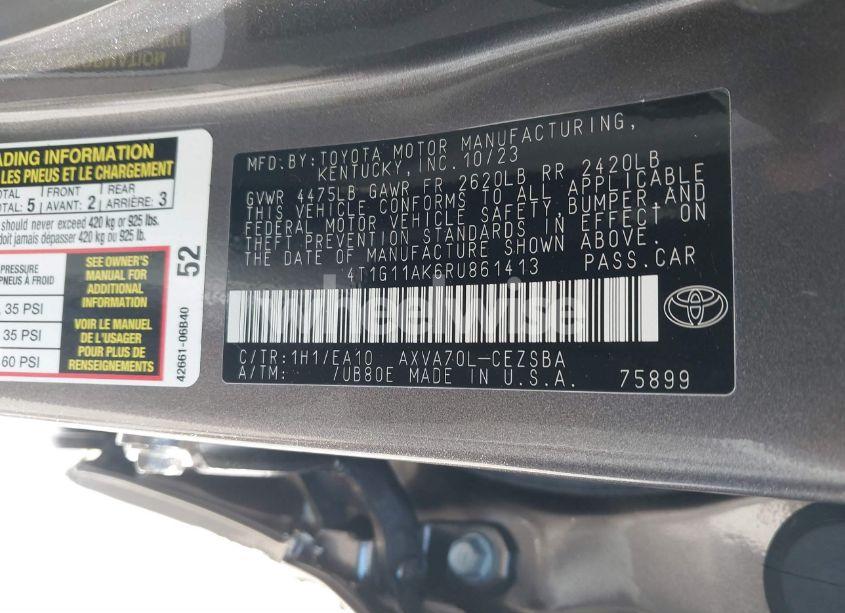 ADING INFORMATION
LES PNEUS ET LE CHARGEMENT
OTAL FRONT REAR
TOTAL: 5 AVANT: 2 ARRIÈRE: 3
should never exceed 420 kg or 925 lbs.
doit jamais dépasser 420 kg ou 925 lb.
PRESSURE
PNEUS À FROID
35 PSI
35 PSI
60 PSI
SEE OWNER'S
MANUAL FOR
ADDITIONAL
INFORMATION
VOIR LE MANUEL
DE L'USAGER
POUR PLUS DE
RENSEIGNEMENTS
52
42661-06B40
MFD. BY: TOYOTA MOTOR MANUFACTURING,
KENTUCKY, INC. 10/23
GVWR 4475LB GAWR FR 2620LB RR 2420LB
THIS VEHICLE CONFORMS TO ALL APPLICABLE
FEDERAL MOTOR VEHICLE SAFETY, BUMPER, AND
THEFT PREVENTION STANDARDS IN EFFECT ON
THE DATE OF MANUFACTURE SHOWN ABOVE.
4T1G11AK6RU861413 PASS. CAR
wheelwise
C/TR: 1H1/EA10 AXVA70L-CEZSBA
A/TM: 7UB80E MADE IN U.S.A. 75899
TOYOTA